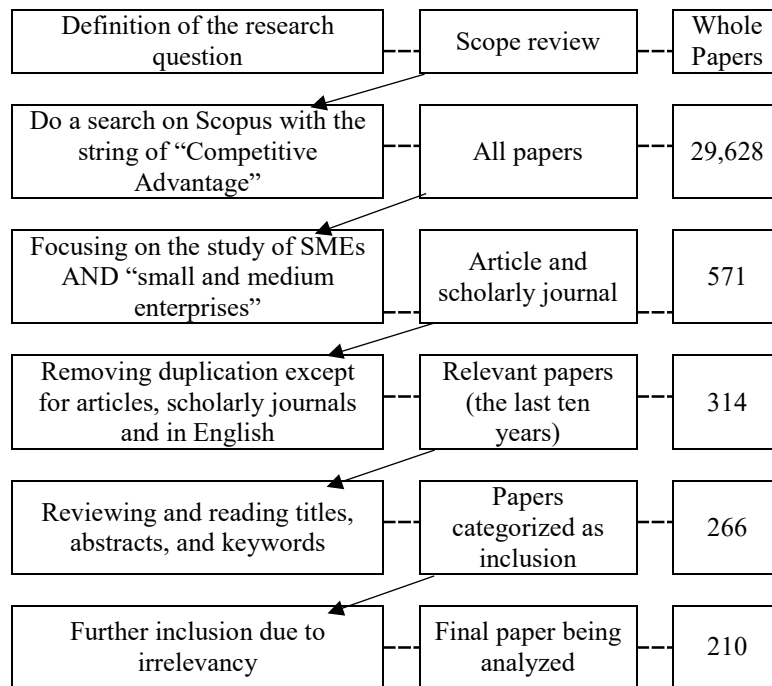 Definition of the research
question
Scope review
Whole
Papers
Do a search on Scopus with the
string of “Competitive
Advantage”
All papers
29,628
Focusing on the study of SMEs
AND “small and medium
enterprises”
Article and
scholarly journal
571
Removing duplication except
for articles, scholarly journals
and in English
Relevant papers
(the last ten
years)
314
Reviewing and reading titles,
abstracts, and keywords
Papers
categorized as
inclusion
266
Further inclusion due to
irrelevancy
Final paper being
analyzed
210